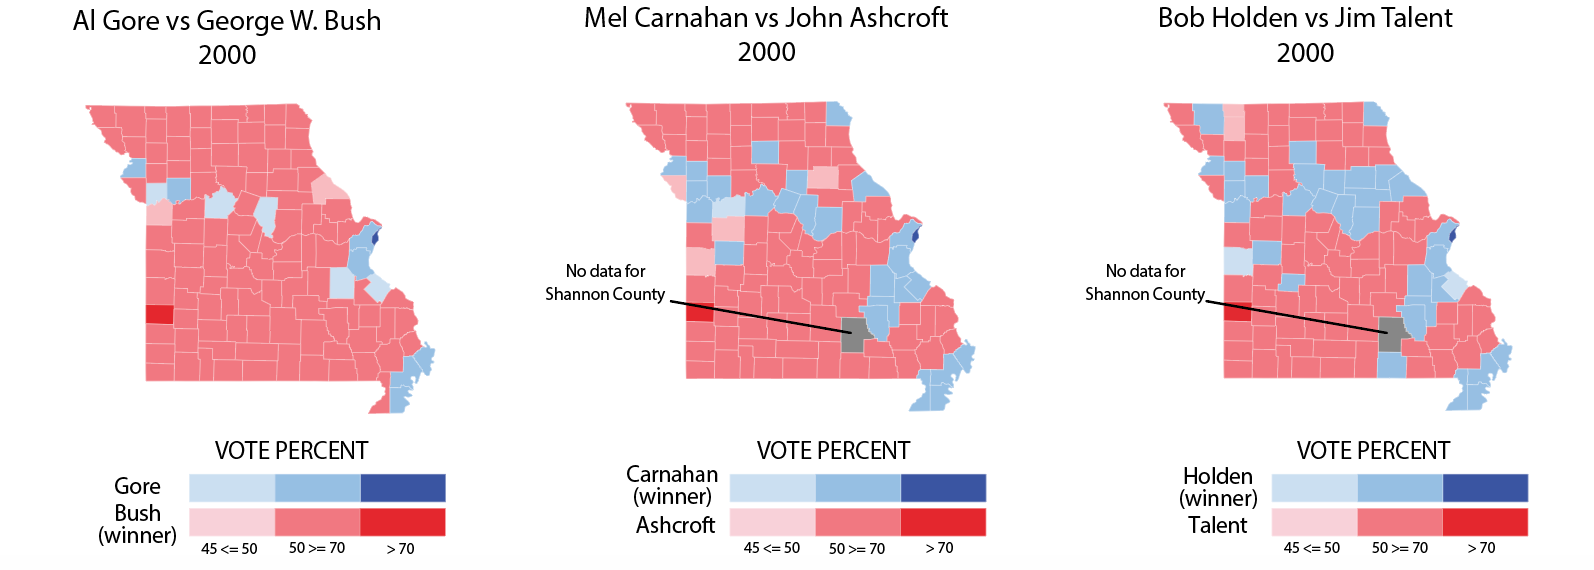 Al Gore vs George W. Bush
2000
Mel Carnahan vs John Ashcroft
2000
Bob Holden vs Jim Talent
2000
No data for
Shannon County
No data for
Shannon County
VOTE PERCENT
Gore
Bush
(winner)
45 <= 50
50 >= 70
> 70
VOTE PERCENT
Carnahan
(winner)
Ashcroft
45 <= 50
50 >= 70
> 70
VOTE PERCENT
Holden
(winner)
Talent
45 <= 50
50 >= 70
> 70